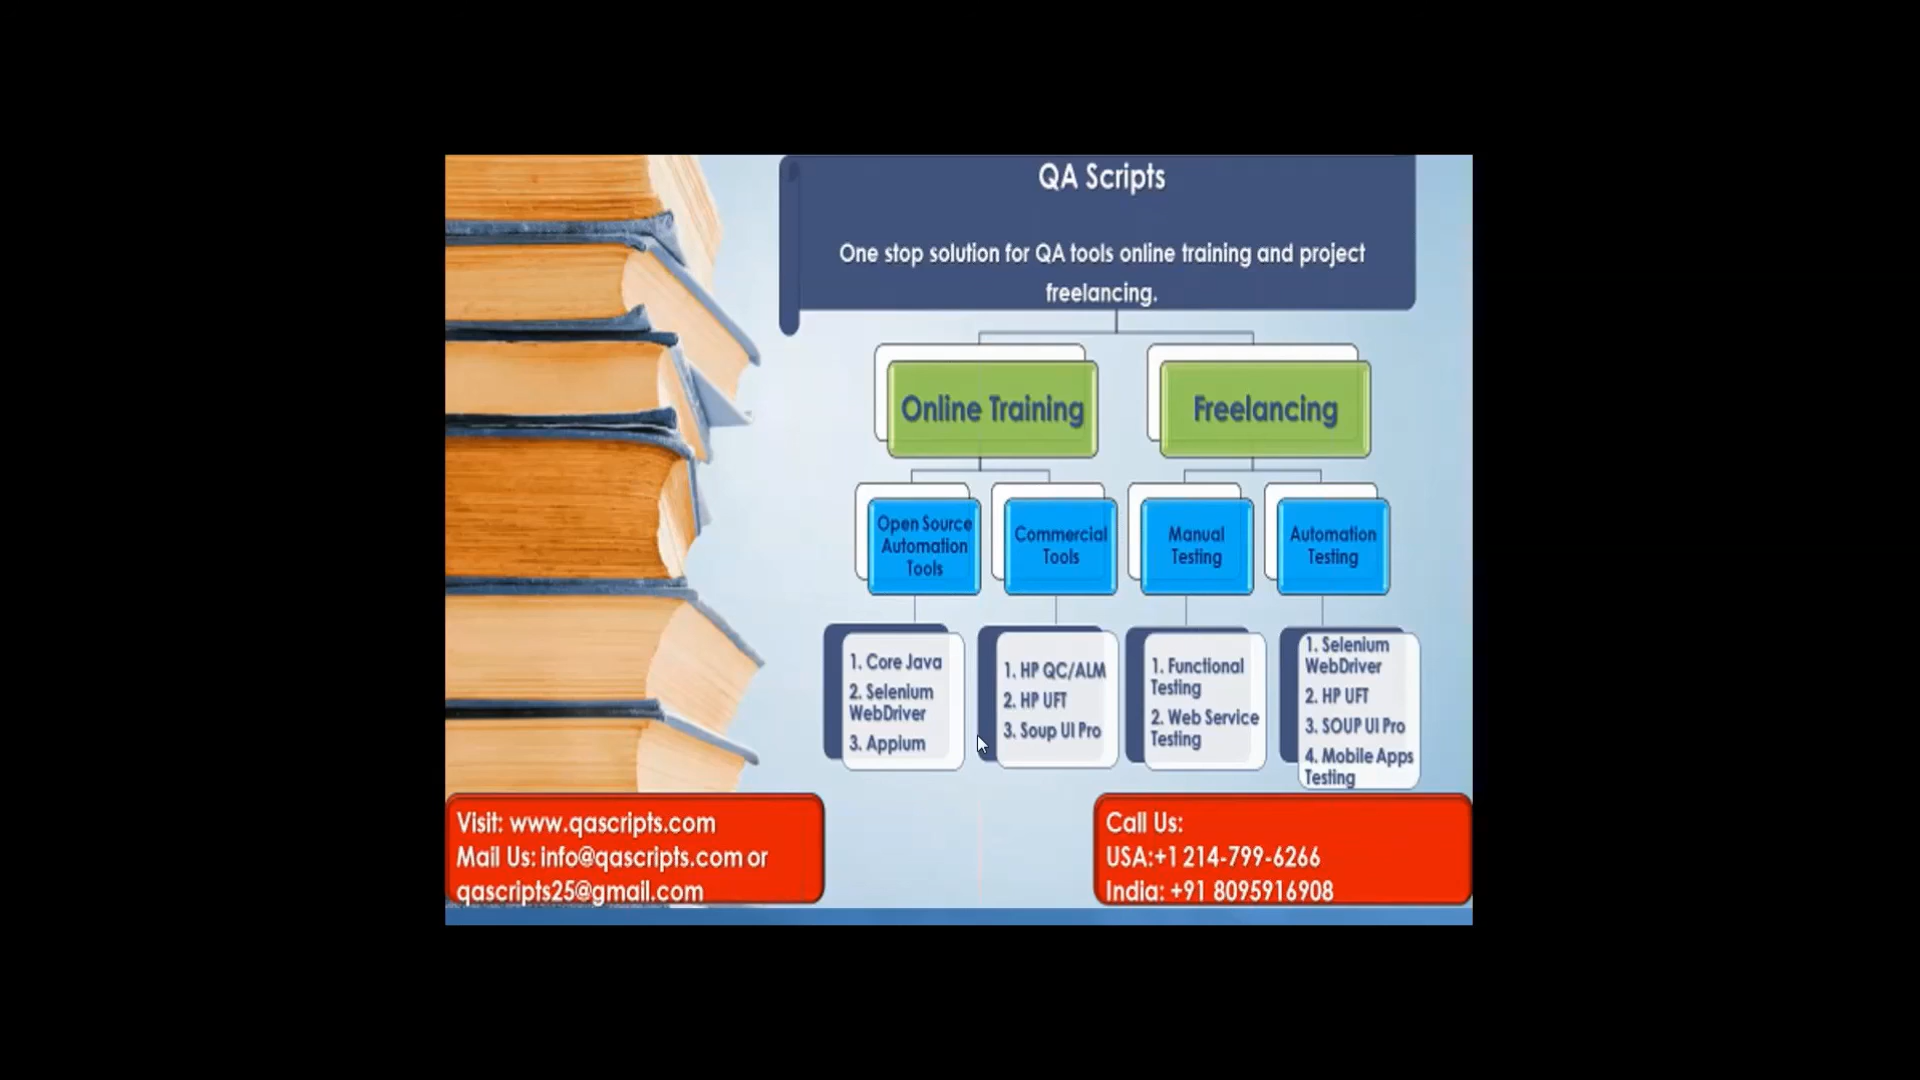 QA Scripts
One stop solution for QA tools online training and project
freelancing.
Online Training
Freelancing
Open Source
Automation
Tools
Commercial
Tools
Manual
Testing
Automation
Testing
1. Core Java
2. Selenium
WebDriver
3. Appium
1. HP QC/ALM
2. HP UFT
3. Soup UI Pro
1. Functional
Testing
2. Web Service
Testing
1. Selenium
WebDriver
2. HP UFT
3. SOUP UI Pro
4. Mobile Apps
Testing
Visit: www.qascripts.com
Mail Us: info@qascripts.com or
qascripts25@gmail.com
Call Us:
USA:+1 214-799-6266
India: +91 8095916908